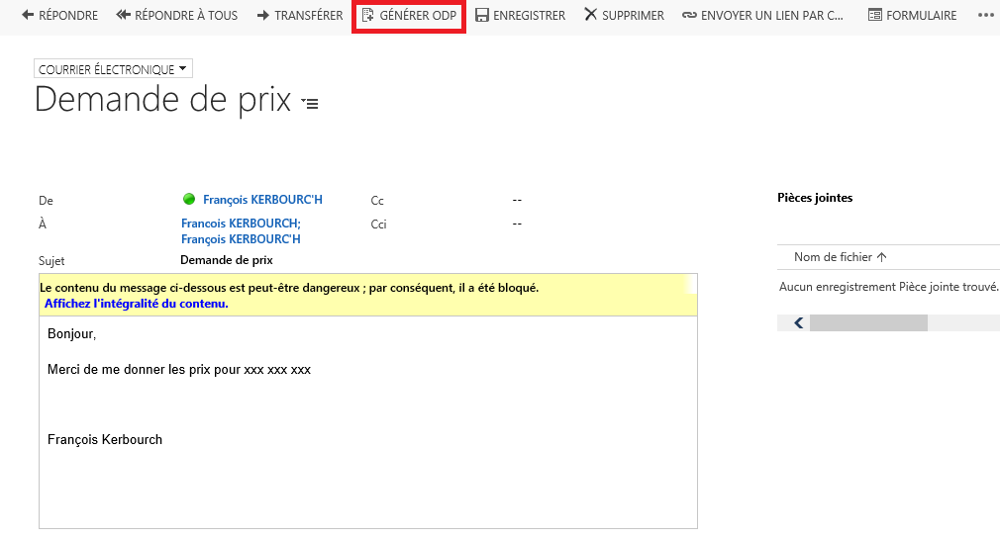 RÉPONDRE RÉPONDRE À TOUS TRANSFÉRER GÉNÉRER ODP ENREGISTRER SUPPRIMER ENVOYER UN LIEN PAR C... FORMULAIRE
COURRIER ÉLECTRONIQUE
Demande de prix
De François KERBOURC'H Cc --
À Francois KERBOURCH; Cci --
François KERBOURC'H
Sujet Demande de prix
Le contenu du message ci-dessous est peut-être dangereux ; par conséquent, il a été bloqué.
Affichez l'intégralité du contenu.
Bonjour,
Merci de me donner les prix pour xxx xxx xxx
François Kerbourch
Pièces jointes
Nom de fichier
Aucun enregistrement Pièce jointe trouvé.